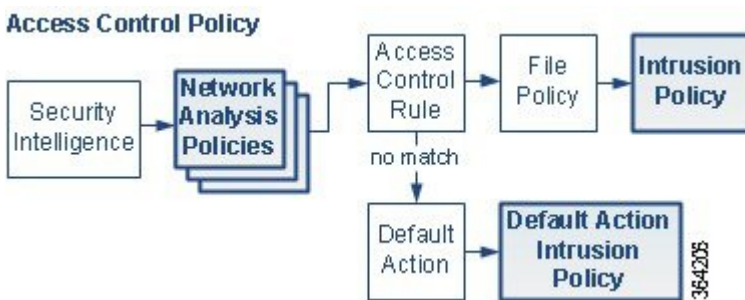 Access Control Policy
Security
Intelligence
Network
Analysis
Policies
Access
Control
Rule
File
Policy
Intrusion
Policy
no match
Default
Action
Default Action
Intrusion
Policy
364206